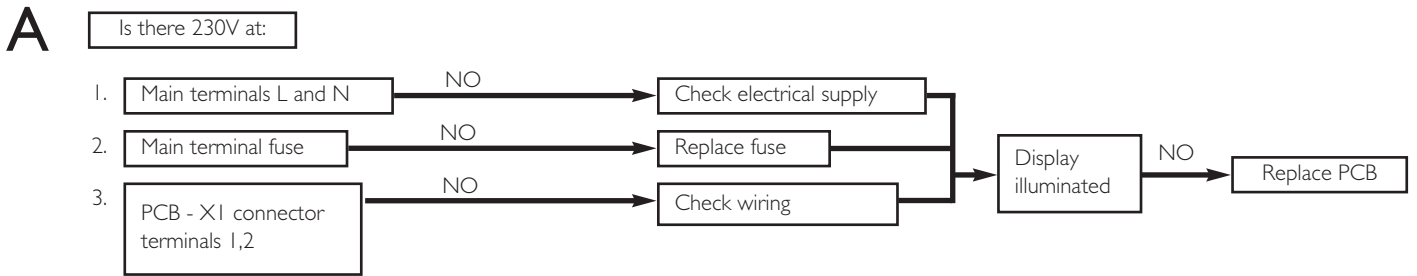 A
Is there 230V at:
1. Main terminals L and N
NO
Check electrical supply
2. Main terminal fuse
NO
Replace fuse
3. PCB - X1 connector
terminals 1,2
NO
Check wiring
Display
illuminated
NO
Replace PCB